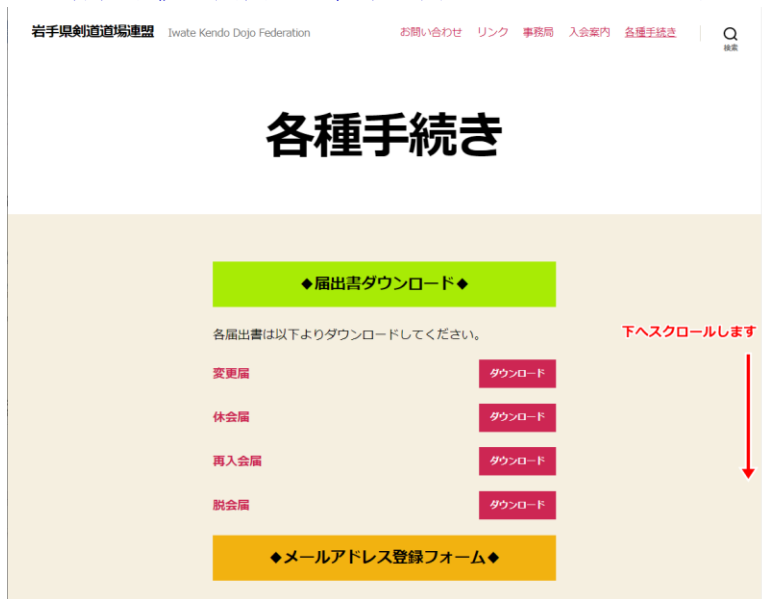 岩手県剣道道場連盟 Iwate Kendo Dojo Federation お問い合わせ リンク 事務局 入会案内 各種手続き
検索
各種手続き
◆届出書ダウンロード◆
各届出書は以下よりダウンロードしてください。
下へスクロールします
変更届 ダウンロード
休会届 ダウンロード
再入会届 ダウンロード
脱会届 ダウンロード
◆メールアドレス登録フォーム◆